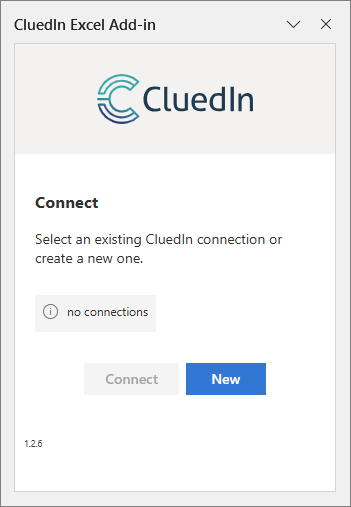 CluedIn Excel Add-in
CluedIn
Connect
Select an existing CluedIn connection or
create a new one.
no connections
Connect
New
1.2.6